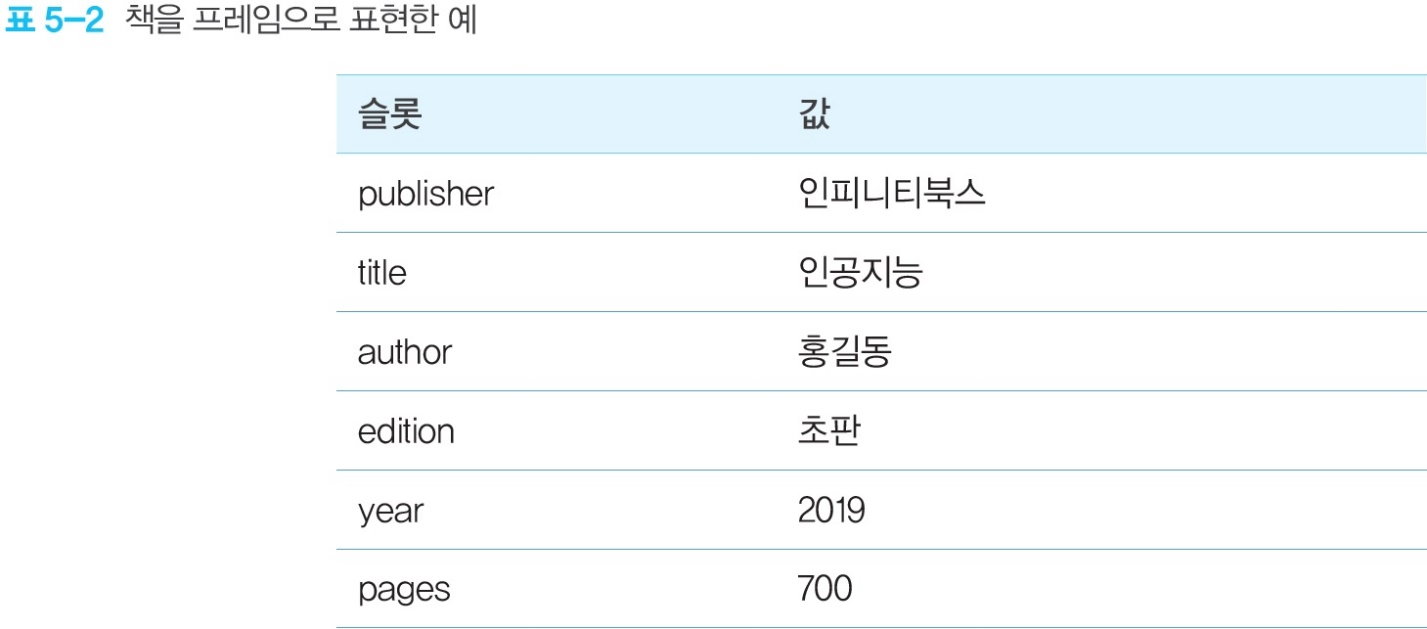 표 5-2 책을 프레임으로 표현한 예
슬롯 값
publisher 인피니티북스
title 인공지능
author 홍길동
edition 초판
year 2019
pages 700